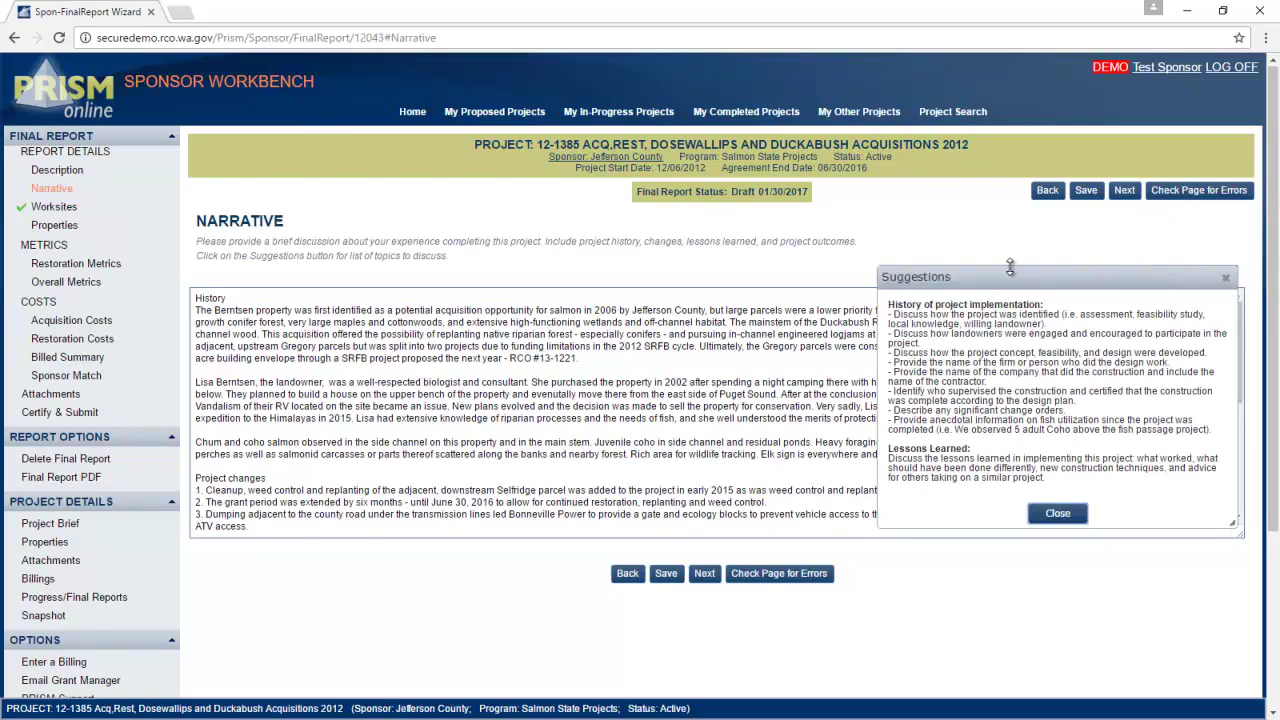 Spon-FinalReport Wizard
securedemo.rco.wa.gov/Prism/Sponsor/FinalReport/12043#Narrative
PRISM
online
SPONSOR WORKBENCH
DEMO Test Sponsor LOG OFF
Home My Proposed Projects My In-Progress Projects My Completed Projects My Other Projects Project Search
FINAL REPORT
REPORT DETAILS
Description
Narrative
Worksites
Properties
METRICS
Restoration Metrics
Overall Metrics
COSTS
Acquisition Costs
Restoration Costs
Billed Summary
Sponsor Match
Attachments
Certify & Submit
REPORT OPTIONS
Delete Final Report
Final Report PDF
PROJECT DETAILS
Project Brief
Properties
Attachments
Billings
Progress/Final Reports
Snapshot
OPTIONS
Enter a Billing
Email Grant Manager
PRISM Support
PROJECT: 12-1385 ACQ,REST, DOSEWALLIPS AND DUCKABUSH ACQUISITIONS 2012
Sponsor: Jefferson County Program: Salmon State Projects Status: Active
Project Start Date: 12/06/2012 Agreement End Date: 06/30/2016
Final Report Status: Draft 01/30/2017
Back Save Next Check Page for Errors
NARRATIVE
Please provide a brief discussion about your experience completing this project. Include project history, changes, lessons learned, and project outcomes.
Click on the Suggestions button for list of topics to discuss.
History
The Berntsen property was first identified as a potential acquisition opportunity for salmon in 2006 by Jefferson County, but large parcels were a lower priority f
growth conifer forest, very large maples and cottonwoods, and extensive high-functioning wetlands and off-channel habitat. The mainstem of the Duckabush R
channel wood. This acquisition offered the possibility of replanting native riparian forest - especially conifers - and pursuing in-channel engineered logjams at
adjacent, upstream Gregory parcels but was split into two projects due to funding limitations in the 2012 SRFB cycle. Ultimately, the Gregory parcels were cons
acre building envelope through a SRFB project proposed the next year - RCO #13-1221.
Lisa Berntsen, the landowner, was a well-respected biologist and consultant. She purchased the property in 2002 after spending a night camping there with h
below. They planned to build a house on the upper bench of the property and evenutally move there from the east side of Puget Sound. After at the conclusion
Vandalism of their RV located on the site became an issue. New plans evolved and the decision was made to sell the property for conservation. Very sadly, Lis
expedition to the Himalayas in 2015. Lisa had extensive knowledge of riparian processes and the needs of fish, and she well understood the merits of protecti
Chum and coho salmon observed in the side channel on this property and in the main stem. Juvenile coho in side channel and residual ponds. Heavy foraging
perches as well as salmonid carcasses or parts thereof scattered along the banks and nearby forest. Rich area for wildlife tracking. Elk sign is everywhere an
Project changes
1. Cleanup, weed control and replanting of the adjacent, downstream Selfridge parcel was added to the project in early 2015 as was weed control and replant
2. The grant period was extended by six months - until June 30, 2016 to allow for continued restoration, replanting and weed control.
3. Dumping adjacent to the county road under the transmission lines led Bonneville Power to provide a gate and ecology blocks to prevent vehicle access to th
ATV access.
Suggestions
History of project implementation:
- Discuss how the project was identified (i.e. assessment, feasibility study,
local knowledge, willing landowner).
- Discuss how landowners were engaged and encouraged to participate in the
project.
- Discuss how the project concept, feasibility, and design were developed.
- Provide the name of the firm or person who did the design work.
- Provide the name of the company that did the construction and include the
name of the contractor.
- Identify who supervised the construction and certified that the construction
was complete according to the design plan.
- Describe any significant change orders.
- Provide anecdotal information on fish utilization since the project was
completed (i.e. We observed 5 adult Coho above the fish passage project).
Lessons Learned:
Discuss the lessons learned in implementing this project: what worked, what
should have been done differently, new construction techniques, and advice
for others taking on a similar project.
Close
Back Save Next Check Page for Errors
PROJECT: 12-1385 Acq,Rest, Dosewallips and Duckabush Acquisitions 2012 (Sponsor: Jefferson County; Program: Salmon State Projects; Status: Active)